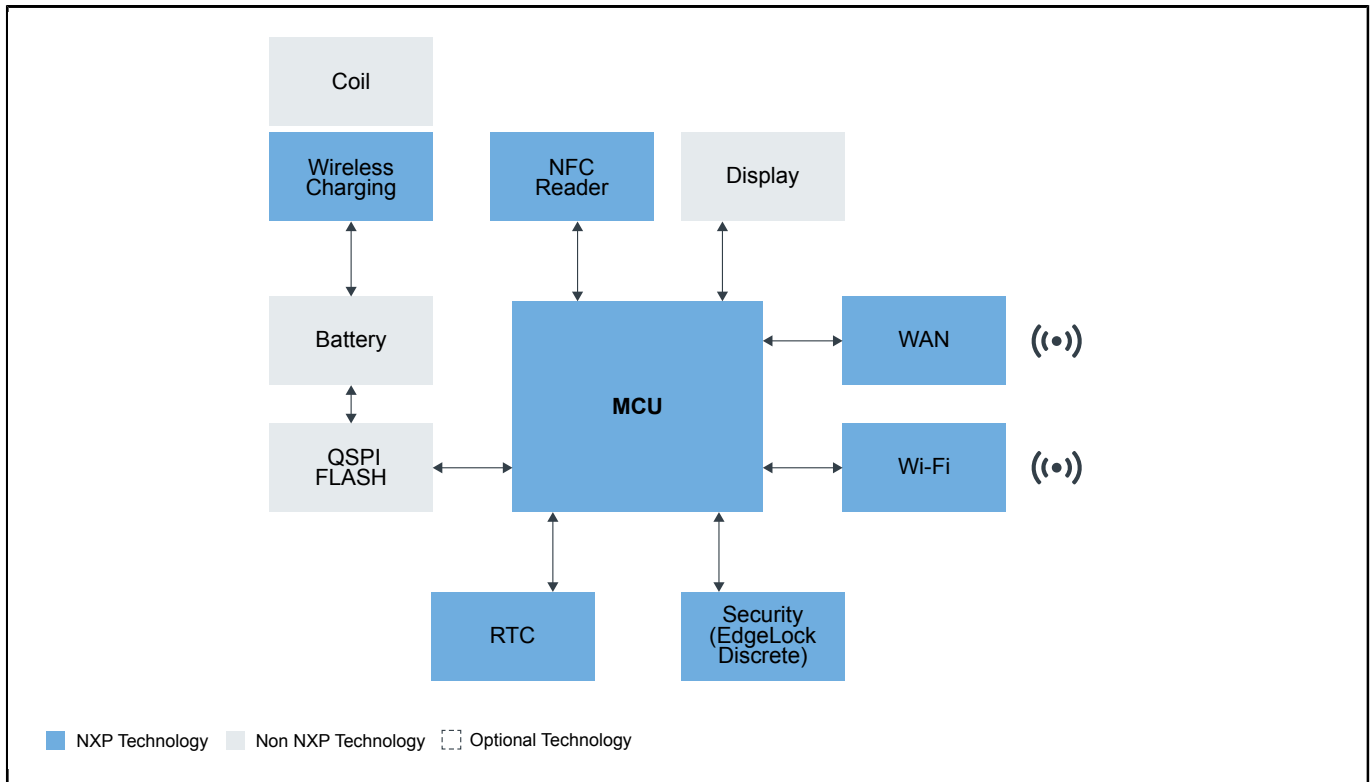 Coil
Wireless
Charging
NFC
Reader
Display
Battery
MCU
WAN
QSPI
FLASH
Wi-Fi
RTC
Security
(EdgeLock
Discrete)
NXP Technology
Non NXP Technology
Optional Technology